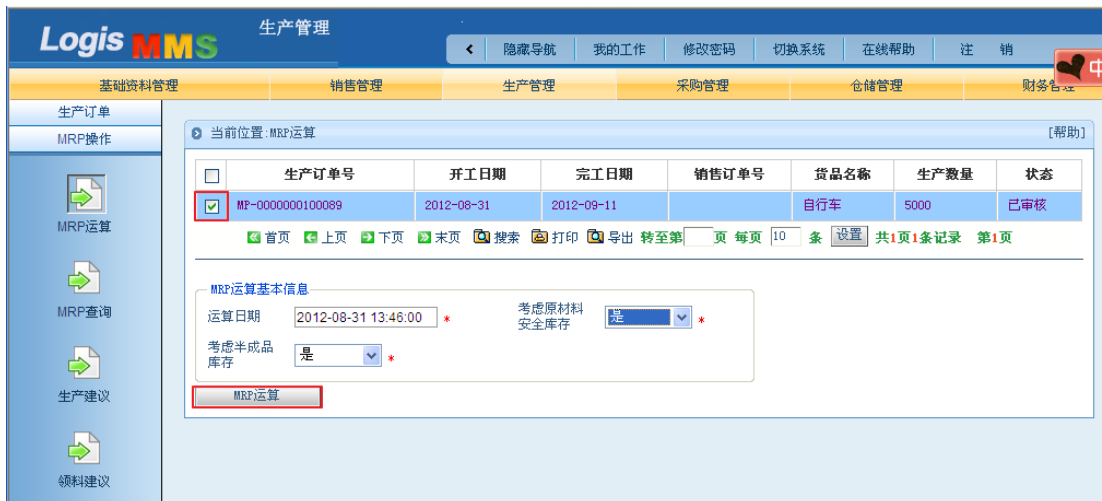 Logis MMS 生产管理
隐藏导航 我的工作 修改密码 切换系统 在线帮助 注 销
中
基础资料管理 销售管理 生产管理 采购管理 仓储管理 财务管理
生产订单
MRP操作
MRP运算
MRP查询
生产建议
领料建议
当前位置:MRP运算 [帮助]
生产订单号 开工日期 完工日期 销售订单号 货品名称 生产数量 状态
MP-0000000100089 2012-08-31 2012-09-11 自行车 5000 已审核
首页 上页 下页 末页 搜索 打印 导出 转至第 页 每页 10 条 设置 共1页1条记录 第1页
MRP运算基本信息
运算日期 2012-08-31 13:46:00 * 考虑原材料
安全库存 是 *
考虑半成品
库存 是 *
MRP运算